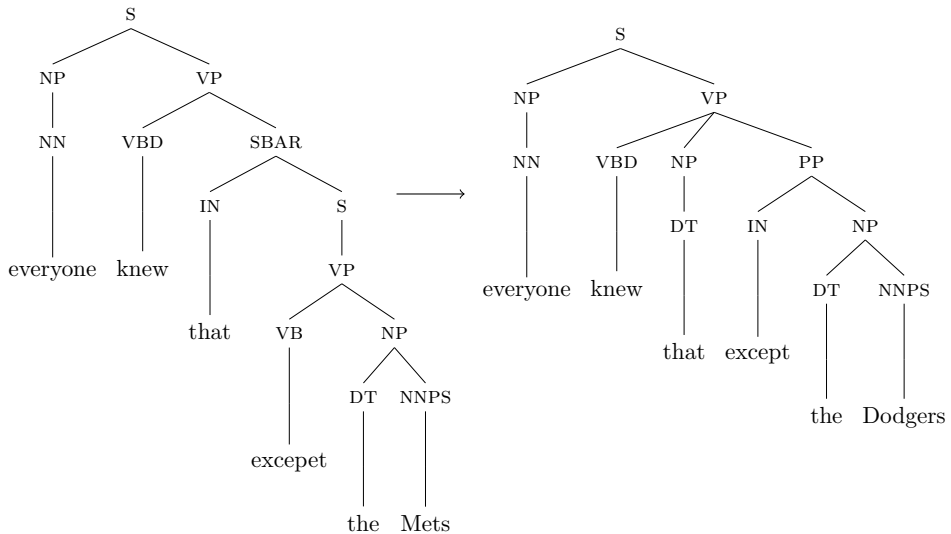 S
NP VP
NN VBD SBAR
IN S
everyone knew VP
that VB NP
DT NNPS
excepet
the Mets
S
NP VP
NN VBD NP PP
DT IN NP
everyone knew DT NNPS
that except
the Dodgers